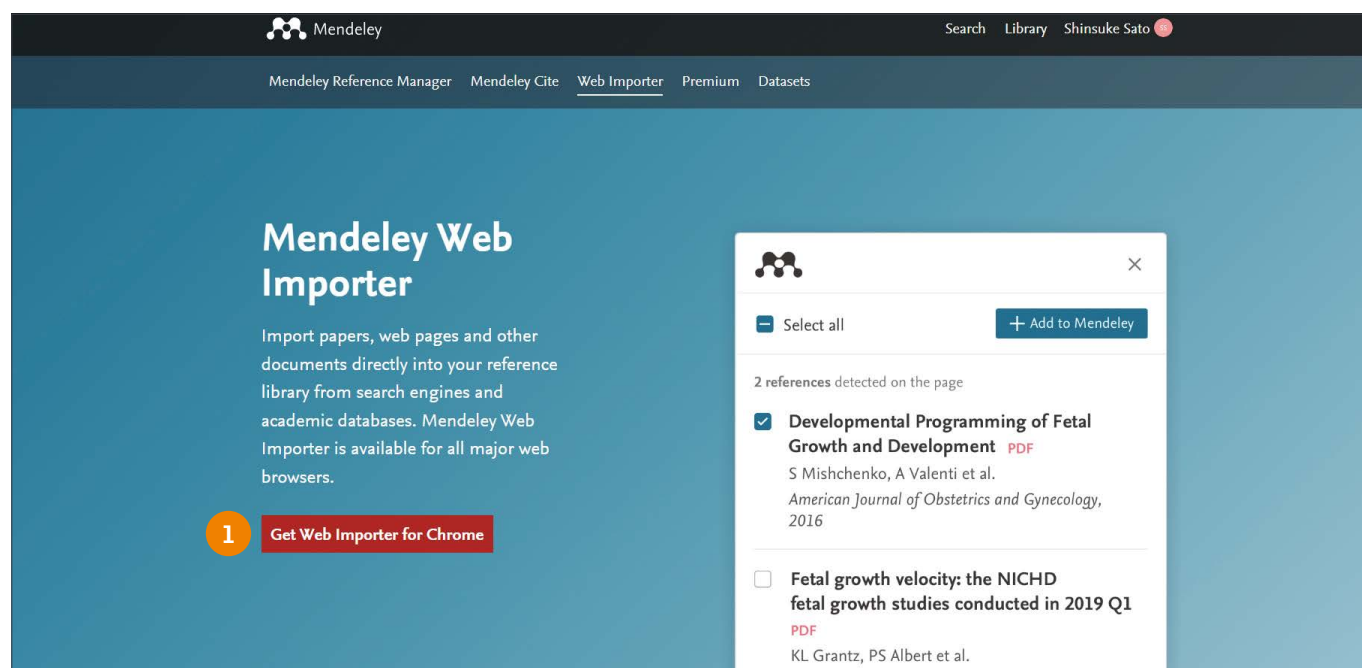 Mendeley
Search Library Shinsuke Sato SS
Mendeley Reference Manager Mendeley Cite Web Importer Premium Datasets
Mendeley Web
Importer
Import papers, web pages and other
documents directly into your reference
library from search engines and
academic databases. Mendeley Web
Importer is available for all major web
browsers.
1 Get Web Importer for Chrome
Select all
+ Add to Mendeley
2 references detected on the page
Developmental Programming of Fetal
Growth and Development PDF
S Mishchenko, A Valenti et al.
American Journal of Obstetrics and Gynecology,
2016
Fetal growth velocity: the NICHD
fetal growth studies conducted in 2019 Q1
PDF
KL Grantz, PS Albert et al.